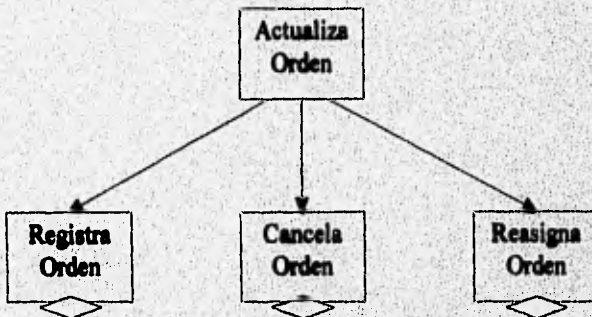 Actualiza
Orden
Registra
Orden
Cancela
Orden
Reasigna
Orden